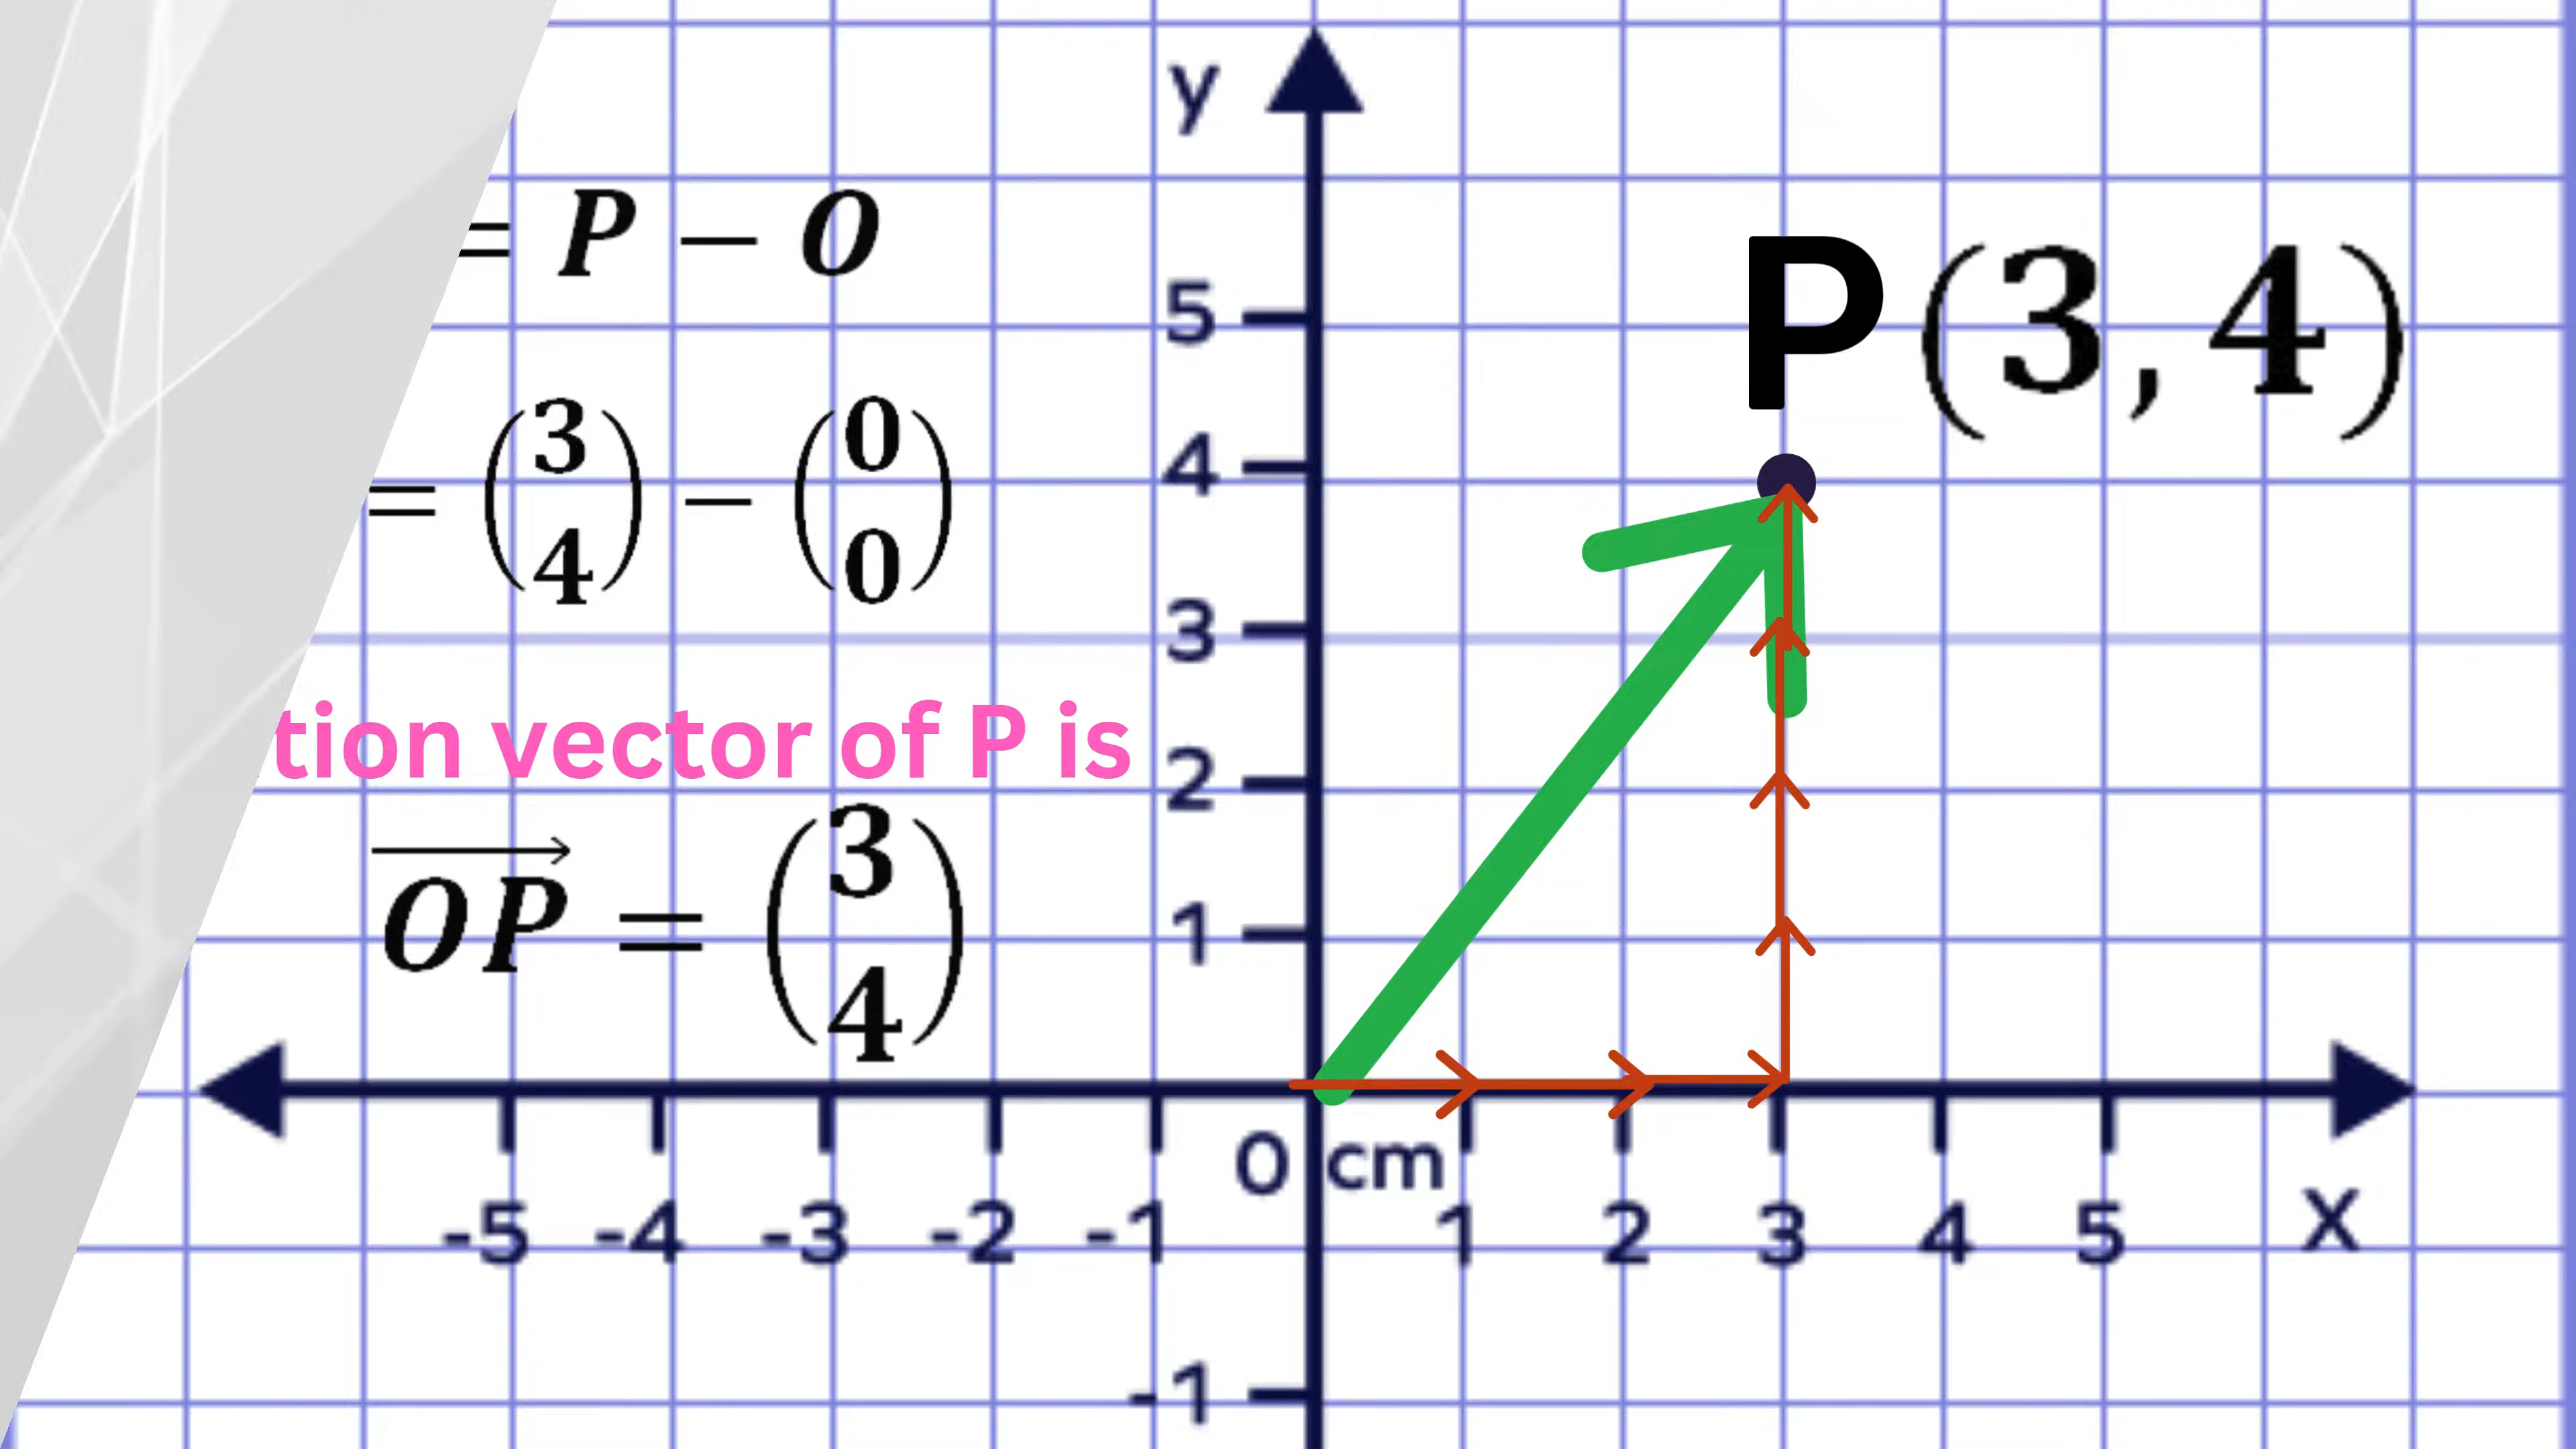 y
= P − O
P(3, 4)
5
= (3 4) − (0 0)
4
3
tion vector of P is
2
OP = (3 4)
1
0 cm
-5 -4 -3 -2 -1 1 2 3 4 5 X
-1